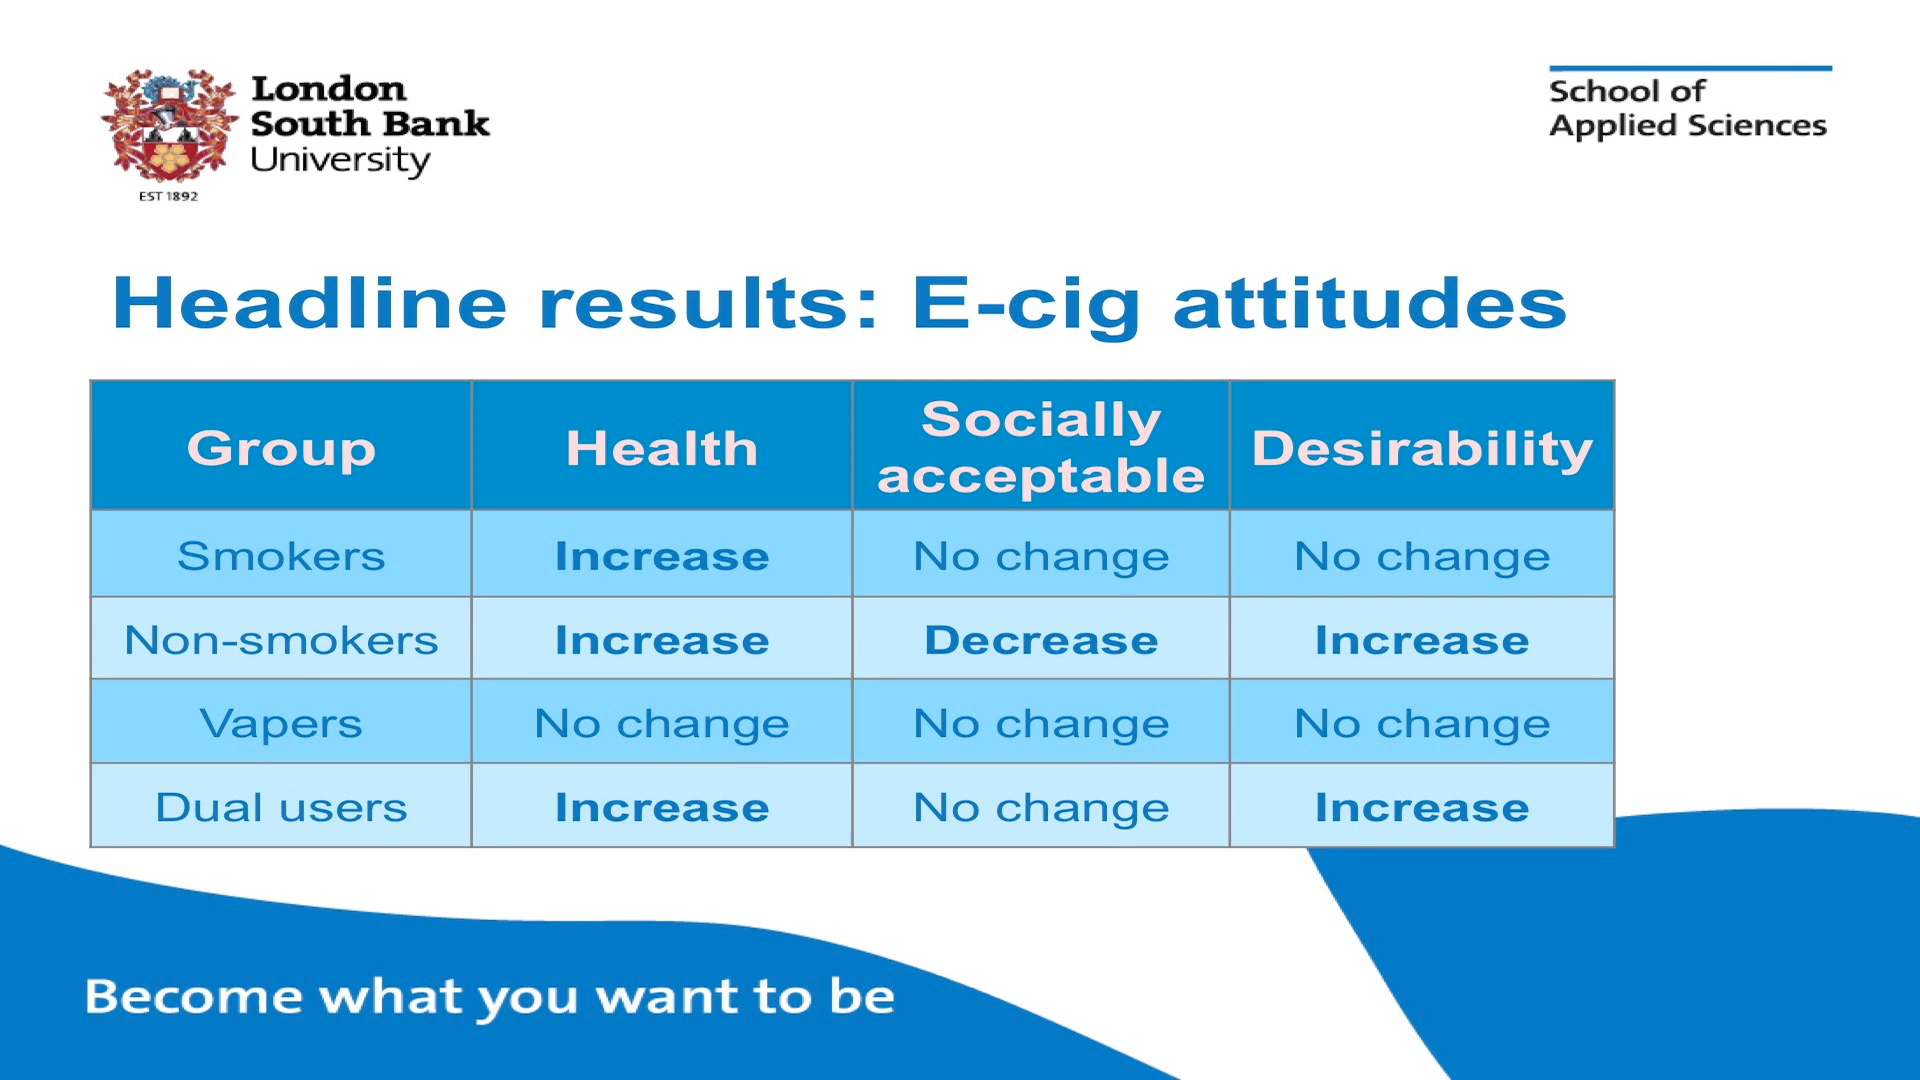 London
South Bank
University
EST 1892
School of
Applied Sciences
Headline results: E-cig attitudes
Group Health Socially acceptable Desirability
Smokers Increase No change No change
Non-smokers Increase Decrease Increase
Vapers No change No change No change
Dual users Increase No change Increase
Become what you want to be